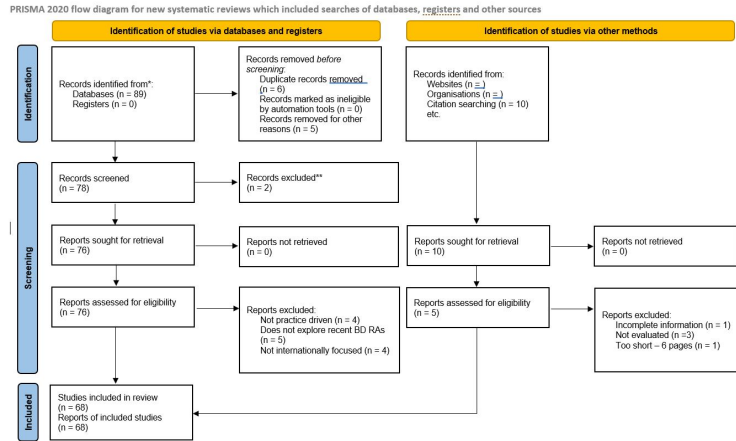 PRISMA 2020 flow diagram for new systematic reviews which included searches of databases, registers and other sources
Identification of studies via databases and registers
Identification of studies via other methods
Identification
Records identified from*:
Databases (n = 89)
Registers (n = 0)
Records removed before
screening:
Duplicate records removed
(n = 6)
Records marked as ineligible
by automation tools (n = 0)
Records removed for other
reasons (n = 5)
Records identified from:
Websites (n = )
Organisations (n = )
Citation searching (n = 10)
etc.
Screening
Records screened
(n = 78)
Records excluded**
(n = 2)
Reports sought for retrieval
(n = 76)
Reports not retrieved
(n = 0)
Reports sought for retrieval
(n = 10)
Reports not retrieved
(n = 0)
Reports assessed for eligibility
(n = 76)
Reports excluded:
Not practice driven (n = 4)
Does not explore recent BD RAs
(n = 5)
Not internationally focused (n = 4)
Reports assessed for eligibility
(n = 5)
Reports excluded:
Incomplete information (n = 1)
Not evaluated (n =3)
Too short – 6 pages (n = 1)
Included
Studies included in review
(n = 68)
Reports of included studies
(n = 68)